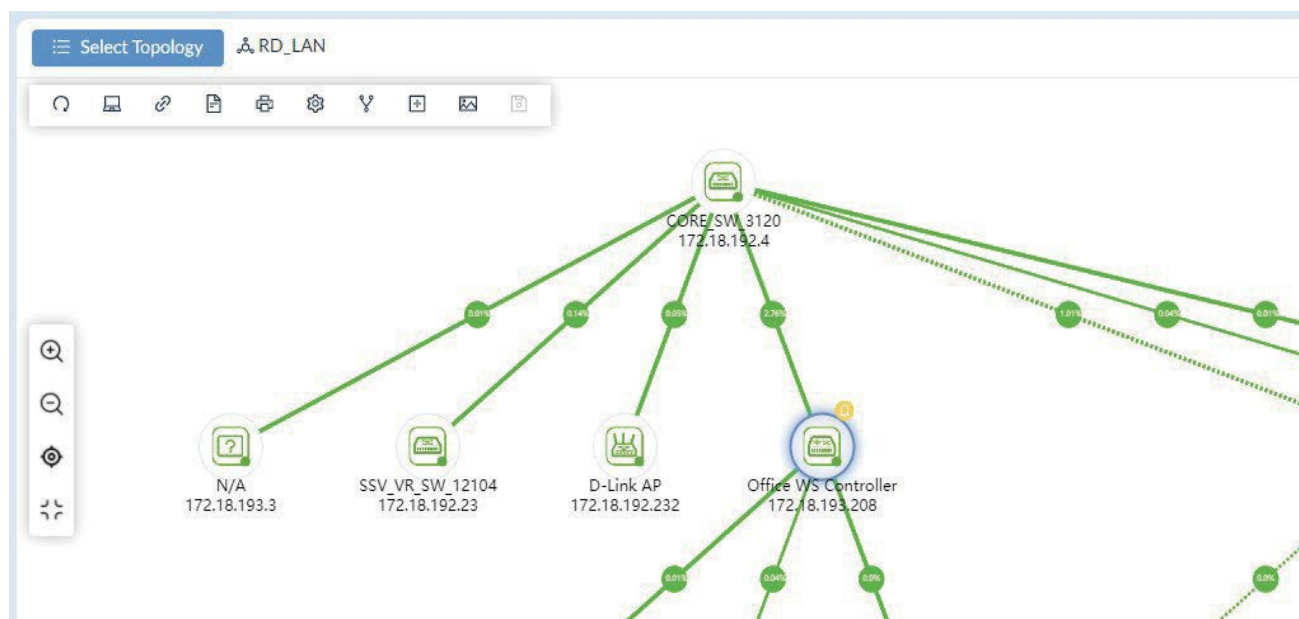 Select Topology
RD_LAN
CORE_SW_3120
172.18.192.4
0.01%
0.14%
0.05%
2.76%
1.01%
0.04%
0.01%
?
N/A
172.18.193.3
SSV_VR_SW_12104
172.18.192.23
D-Link AP
172.18.192.232
Office WS Controller
172.18.193.208
0.01%
0.04%
0.0%
0.0%